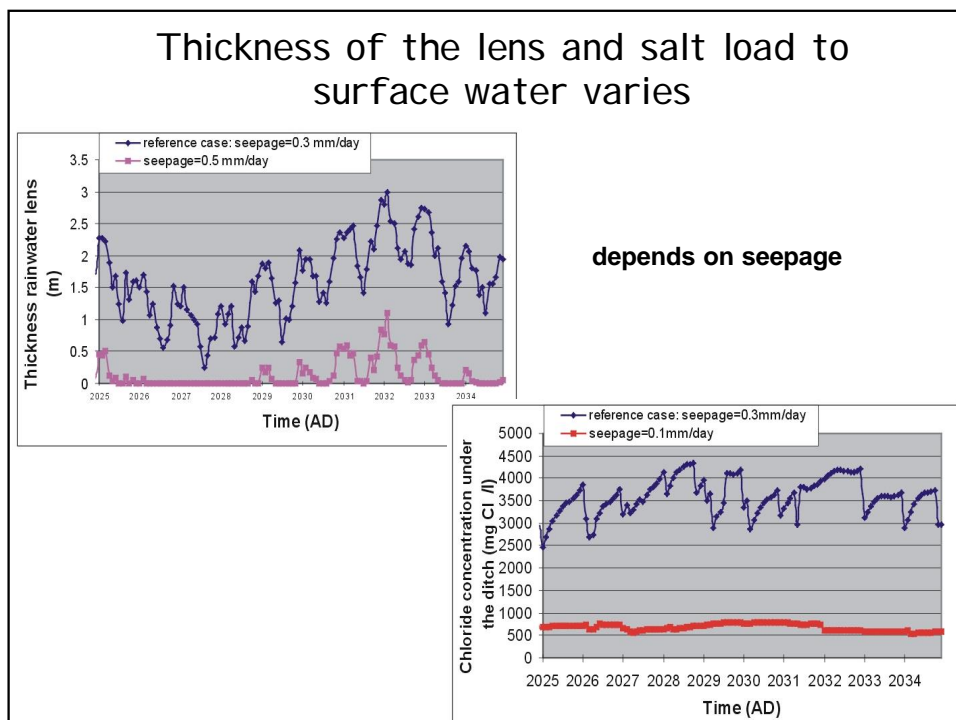 Thickness of the lens and salt load to
surface water varies
reference case: seepage=0.3 mm/day
seepage=0.5 mm/day
Thickness rainwater lens
(m)
3.5
3
2.5
2
1.5
1
0.5
0
2025 2026 2027 2028 2029 2030 2031 2032 2033 2034
Time (AD)
depends on seepage
reference case: seepage=0.3mm/day
seepage=0.1mm/day
Chloride concentration under
the ditch (mg Cl /l)
5000
4500
4000
3500
3000
2500
2000
1500
1000
500
0
2025 2026 2027 2028 2029 2030 2031 2032 2033 2034
Time (AD)